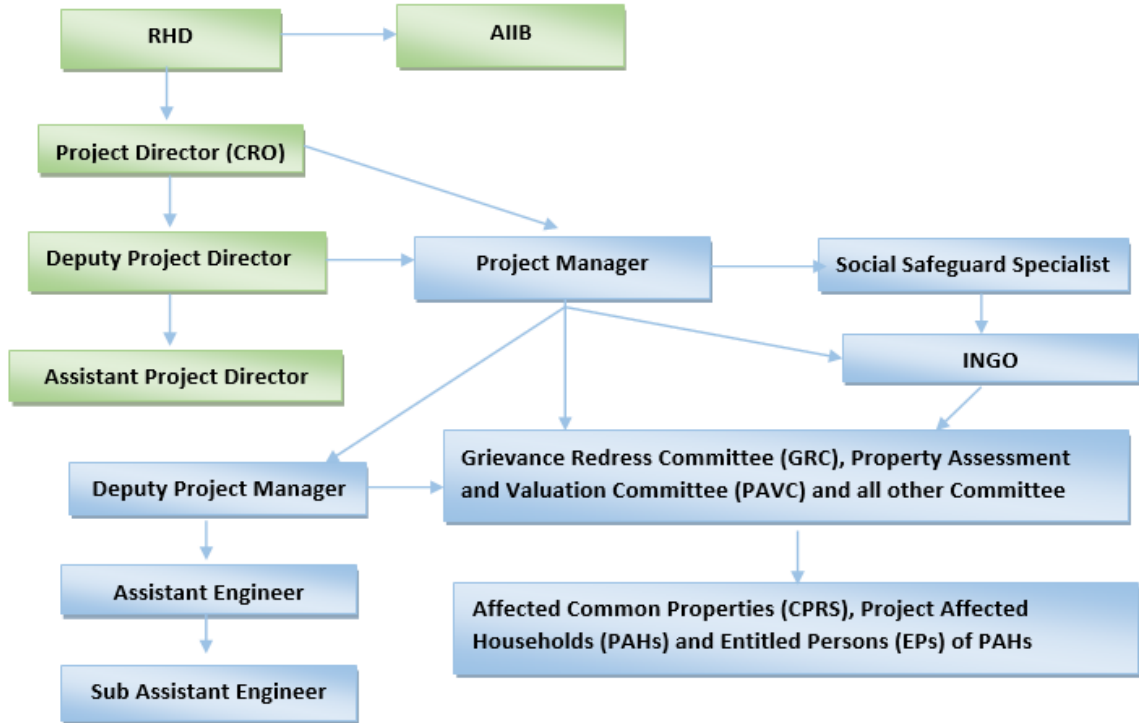 RHD
AIIB
Project Director (CRO)
Deputy Project Director
Project Manager
Social Safeguard Specialist
Assistant Project Director
INGO
Grievance Redress Committee (GRC), Property Assessment
and Valuation Committee (PAVC) and all other Committee
Deputy Project Manager
Assistant Engineer
Affected Common Properties (CPRS), Project Affected
Households (PAHs) and Entitled Persons (EPs) of PAHs
Sub Assistant Engineer